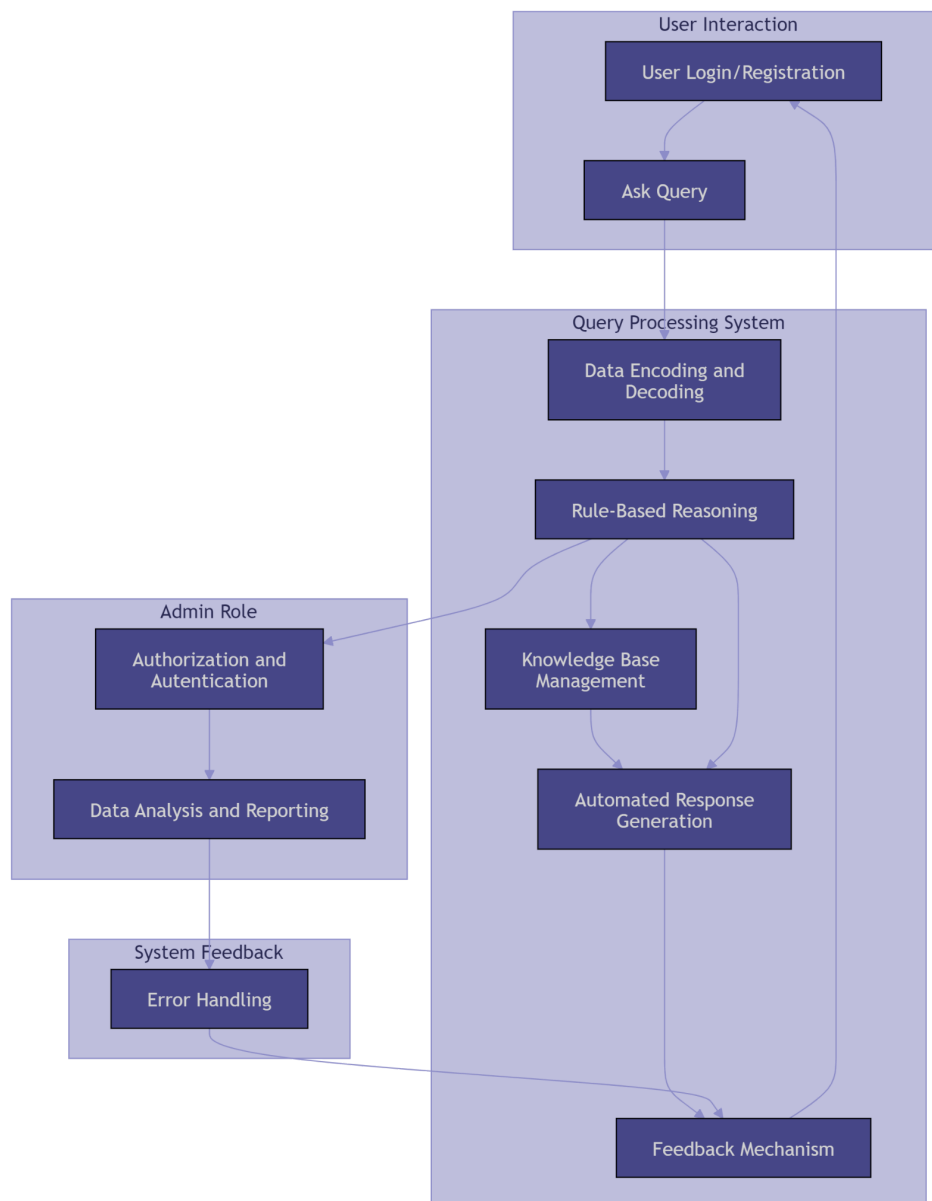 User Interaction
User Login/Registration
Ask Query
Query Processing System
Data Encoding and
Decoding
Rule-Based Reasoning
Admin Role
Authorization and
Autentication
Knowledge Base
Management
Data Analysis and Reporting
Automated Response
Generation
System Feedback
Error Handling
Feedback Mechanism